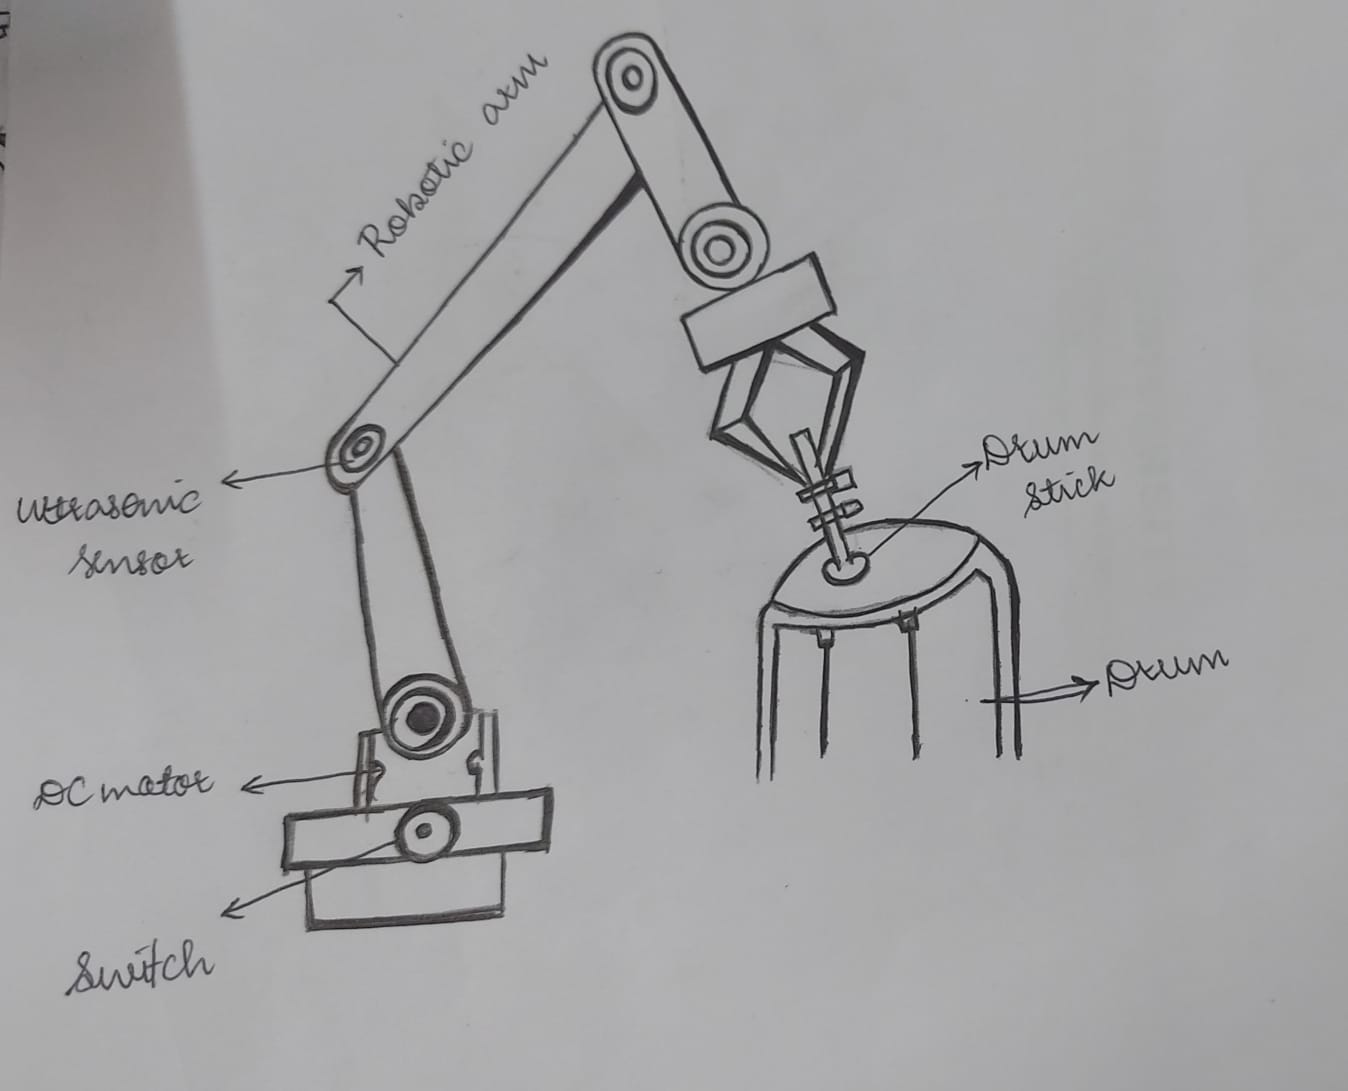 Robotic arm
Ultrasonic
sensor
Drum
stick
Drum
DC motor
Switch